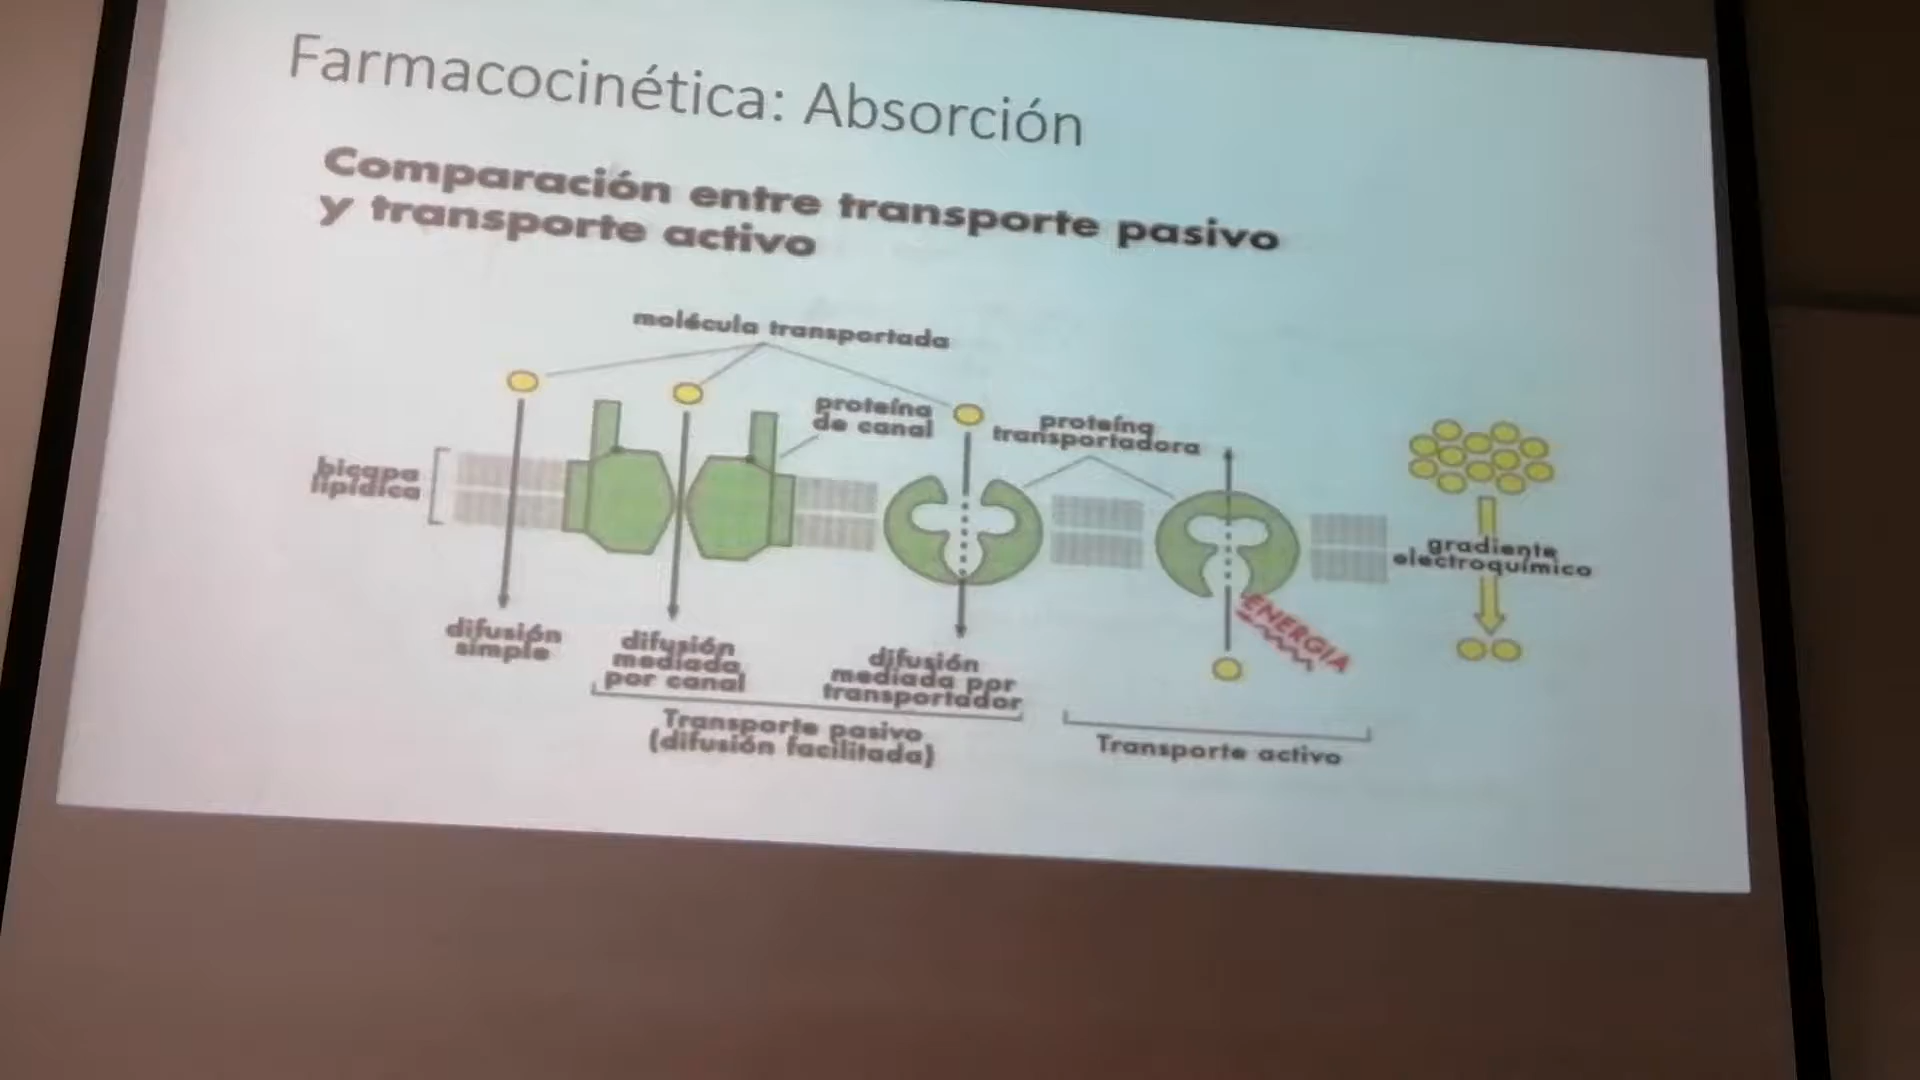 Farmacocinética: Absorción
Comparación entre transporte pasivo
y transporte activo
molécula transportada
proteína
de canal
proteína
transportadora
bicapa
lipídica
gradiente
electroquímico
ENERGIA
difusión
simple
difusión
mediada
por canal
difusión
mediada por
transportador
Transporte pasivo
(difusión facilitada)
Transporte activo